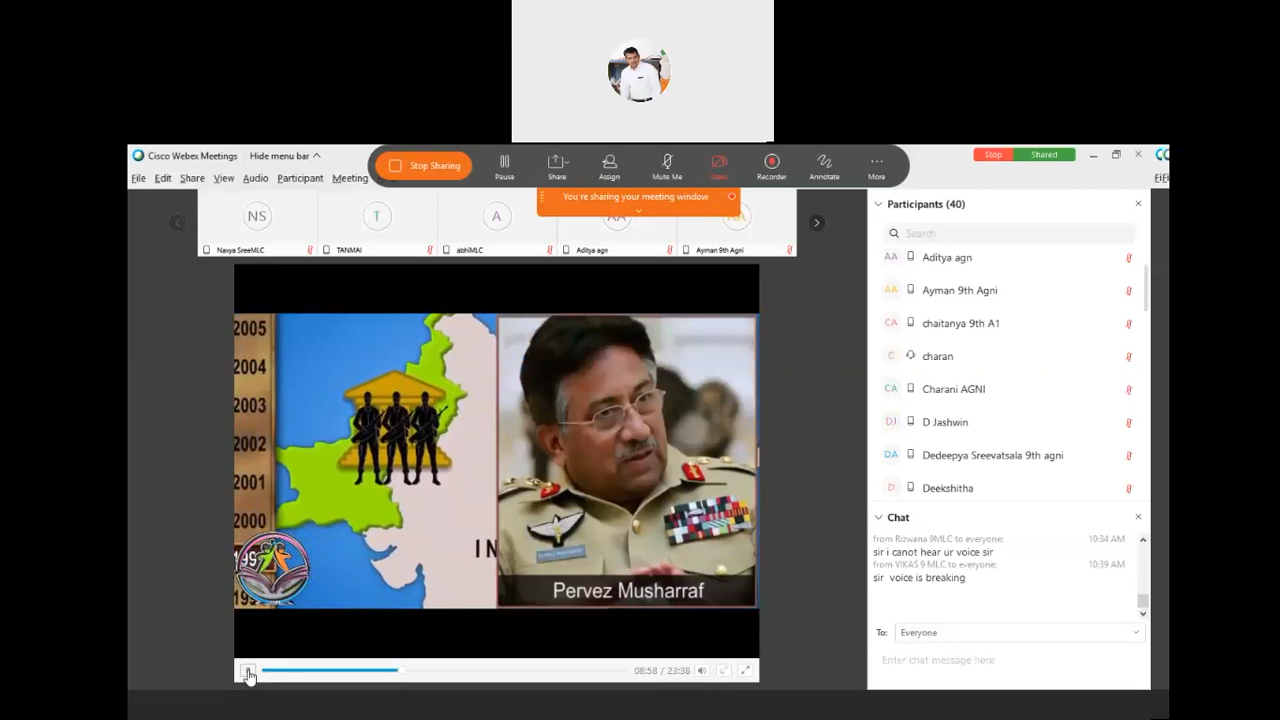 Cisco Webex Meetings
Hide menu bar
Stop Sharing
Pause
Share
Assign
Mute Me
Recorder
Annotate
More
Stop
Shared
File Edit Share View Audio Participant Meeting
You're sharing your meeting window
NS
T
A
AA
AA
Navya SreeMLC
TANMAI
abhiMLC
Aditya agn
Ayman 9th Agni
Participants (40)
Search
AA Aditya agn
AA Ayman 9th Agni
CA chaitanya 9th A1
C charan
CA Charani AGNI
DJ D Jashwin
DA Dedeepya Sreevatsala 9th agni
D Deekshitha
2005
2004
2003
2002
2001
2000
199
IN
Pervez Musharraf
08:58 / 23:38
Chat
from Rizwana 9MLC to everyone: 10:34 AM
sir i canot hear ur voice sir
from VIKAS 9 MLC to everyone: 10:39 AM
sir voice is breaking
To: Everyone
Enter chat message here